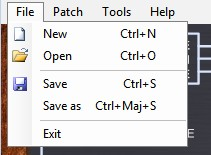 File Patch Tools Help
New Ctrl+N
Open Ctrl+O
Save Ctrl+S
Save as Ctrl+Maj+S
Exit